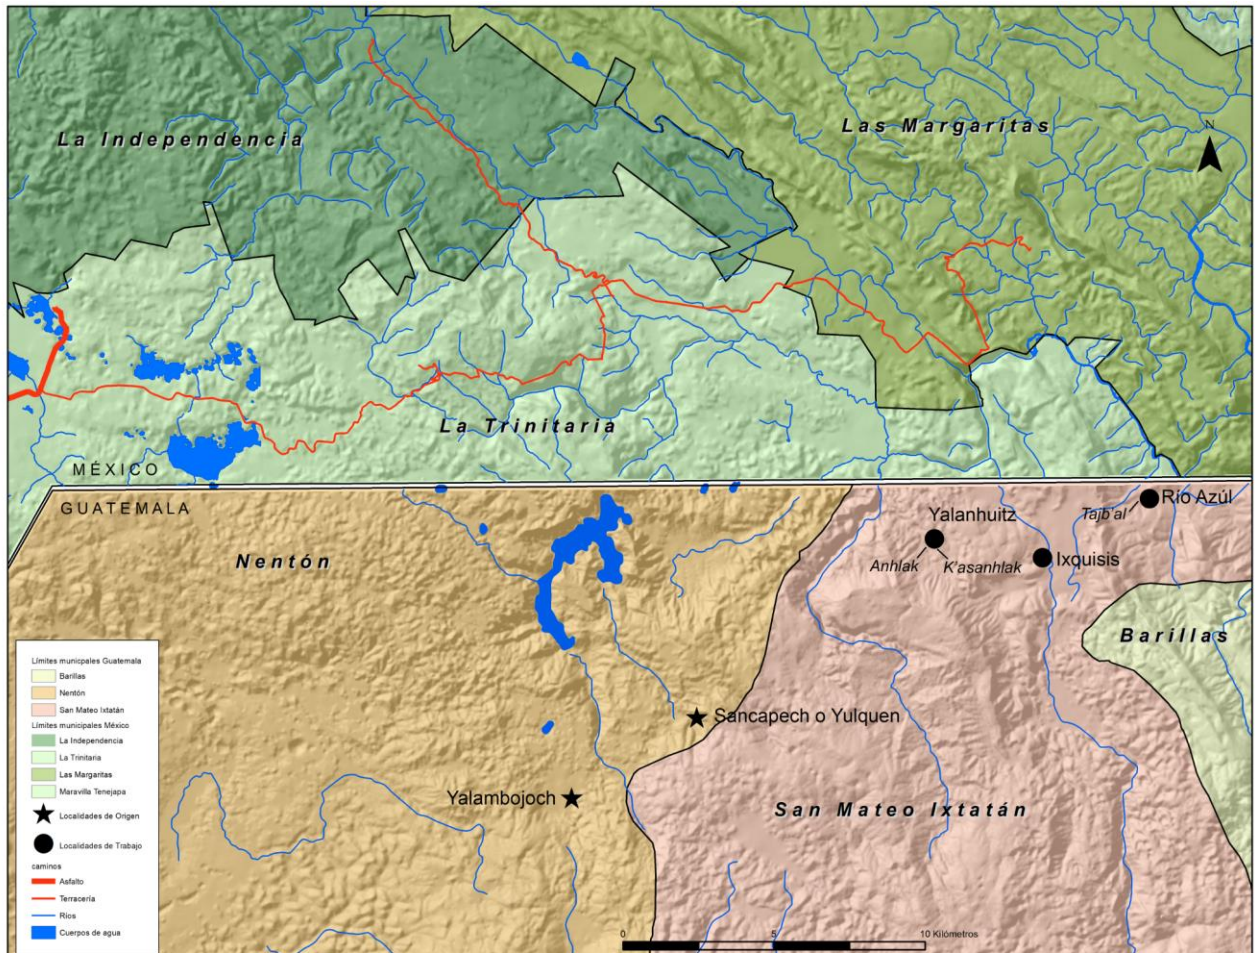 La Independencia
Las Margaritas
N
La Trinitaria
MÉXICO
GUATEMALA
Nentón
Yalanhuitz
Tajb'al
Río Azúl
Anhlak
K'asanhlak
Ixquisis
Barillas
Sancapech o Yulquen
Yalambojoch
San Mateo Ixtatán
Límites municpales Guatemala
Barillas
Nentón
San Mateo Ixtatán
Límites municipales México
La Independencia
La Trinitaria
Las Margaritas
Maravilla Tenejapa
Localidades de Origen
Localidades de Trabajo
caminos
Asfalto
Terracería
Ríos
Cuerpos de agua
0 5 10 Kilómetros